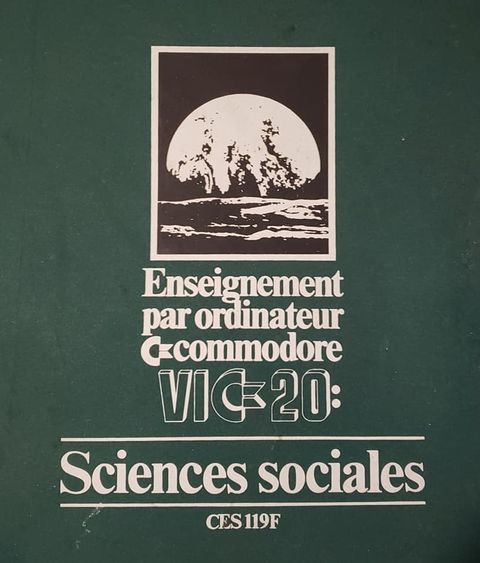 Enseignement
par ordinateur
commodore
VIC 20:
Sciences sociales
CES 119F